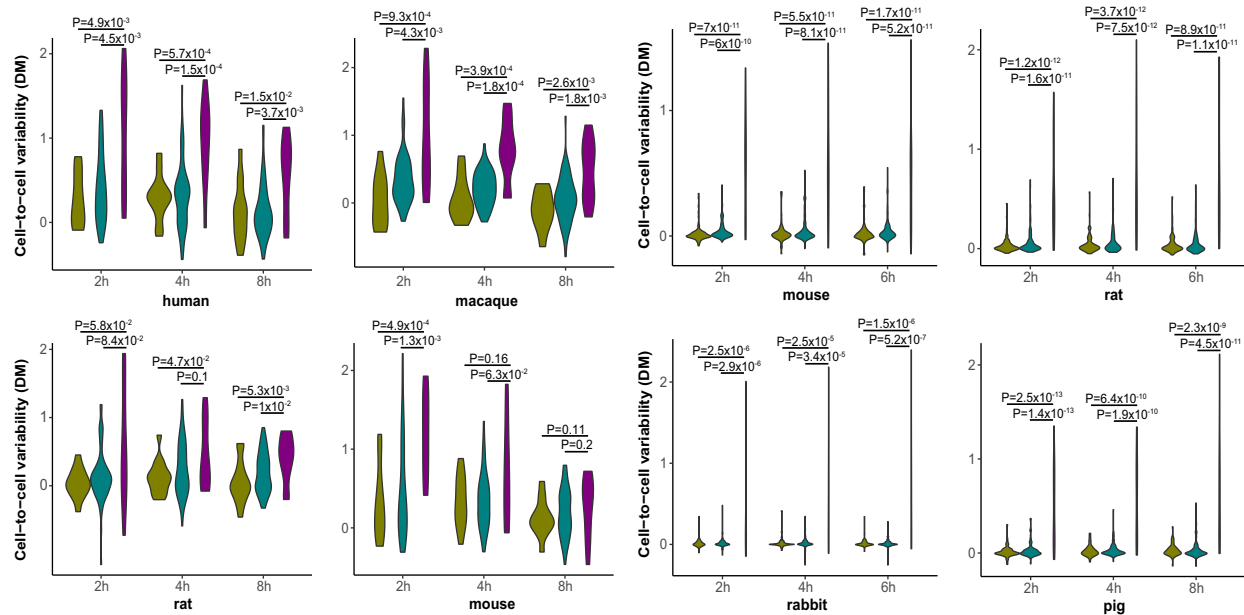 Cell-to-cell variability (DM)
2
1
0
P=4.9x10⁻³
P=4.5x10⁻³
P=5.7x10⁻⁴
P=1.5x10⁻⁴
P=1.5x10⁻²
P=3.7x10⁻³
2h 4h 8h
human
2
1
0
P=9.3x10⁻⁴
P=4.3x10⁻³
P=3.9x10⁻⁴
P=1.8x10⁻⁴
P=2.6x10⁻³
P=1.8x10⁻³
2h 4h 8h
macaque
Cell-to-cell variability (DM)
1
0
P=7x10⁻¹¹
P=6x10⁻¹⁰
P=5.5x10⁻¹¹
P=8.1x10⁻¹¹
P=1.7x10⁻¹¹
P=5.2x10⁻¹¹
2h 4h 6h
mouse
2
1
0
P=1.2x10⁻¹²
P=1.6x10⁻¹¹
P=3.7x10⁻¹²
P=7.5x10⁻¹²
P=8.9x10⁻¹¹
P=1.1x10⁻¹¹
2h 4h 6h
rat
Cell-to-cell variability (DM)
2
1
0
P=5.8x10⁻²
P=8.4x10⁻²
P=4.7x10⁻²
P=0.1
P=5.3x10⁻³
P=1x10⁻²
2h 4h 8h
rat
2
1
0
P=4.9x10⁻⁴
P=1.3x10⁻³
P=0.16
P=6.3x10⁻²
P=0.11
P=0.2
2h 4h 8h
mouse
Cell-to-cell variability (DM)
2
1
0
P=2.5x10⁻⁶
P=2.9x10⁻⁶
P=2.5x10⁻⁵
P=3.4x10⁻⁵
P=1.5x10⁻⁶
P=5.2x10⁻⁷
2h 4h 6h
rabbit
2
1
0
P=2.5x10⁻¹³
P=1.4x10⁻¹³
P=6.4x10⁻¹⁰
P=1.9x10⁻¹⁰
P=2.3x10⁻⁹
P=4.5x10⁻¹¹
2h 4h 8h
pig